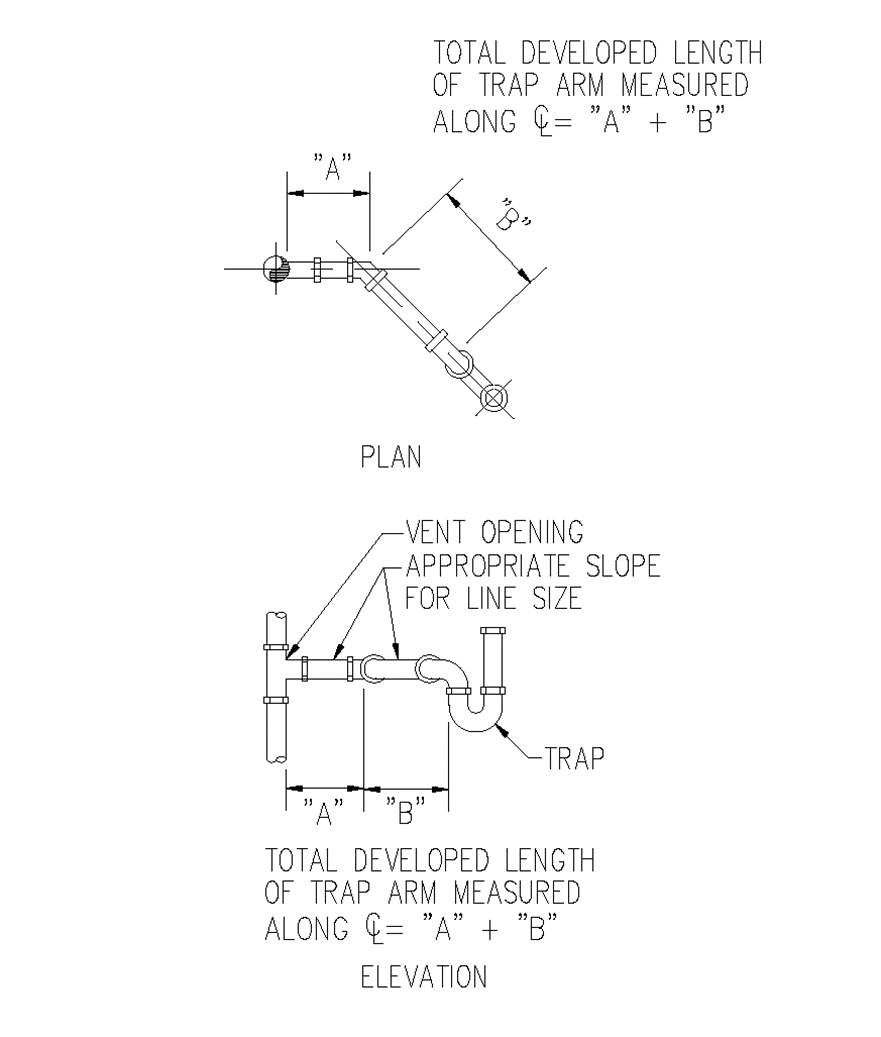 TOTAL DEVELOPED LENGTH
OF TRAP ARM MEASURED
ALONG ℄= "A" + "B"
"A"
"B"
PLAN
VENT OPENING
APPROPRIATE SLOPE
FOR LINE SIZE
TRAP
"A"
"B"
TOTAL DEVELOPED LENGTH
OF TRAP ARM MEASURED
ALONG ℄= "A" + "B"
ELEVATION